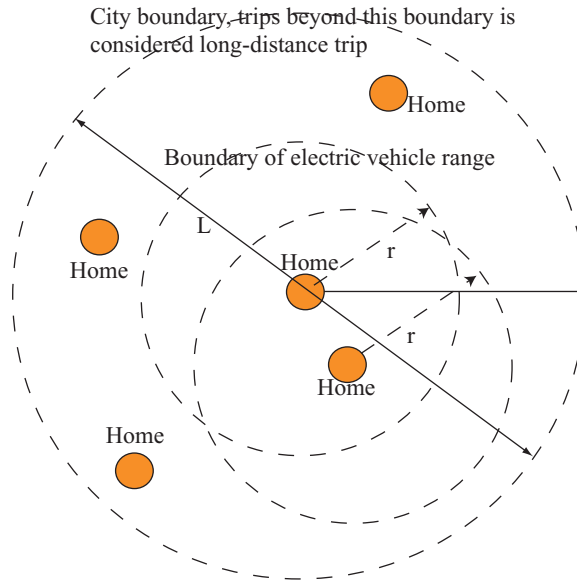 City boundary, trips beyond this boundary is
considered long-distance trip
Home
Boundary of electric vehicle range
L
r
Home
Home
r
Home
Home